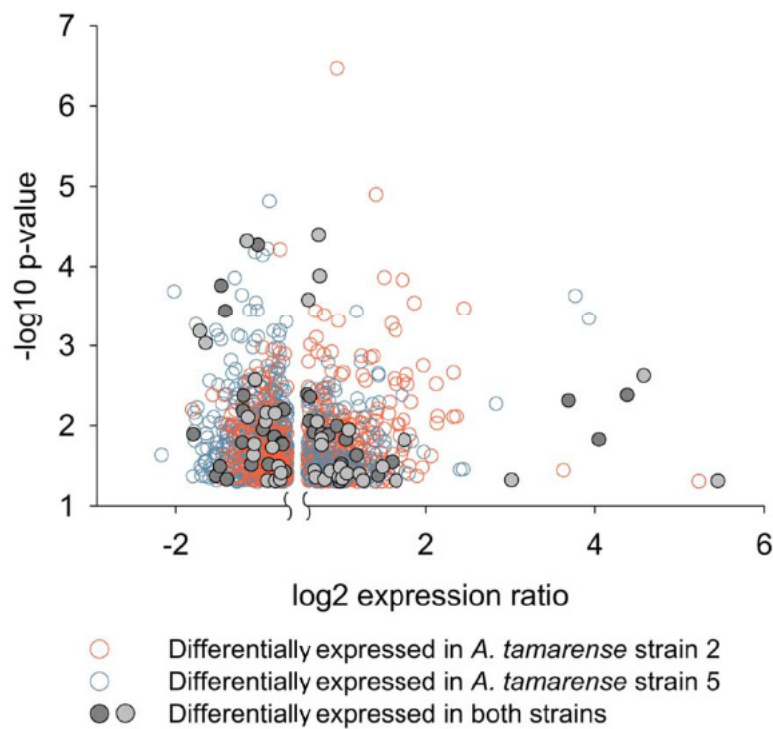 7
6
5
4
3
2
1
-log10 p-value
-2
2
4
6
log2 expression ratio
Differentially expressed in A. tamarense strain 2
Differentially expressed in A. tamarense strain 5
Differentially expressed in both strains